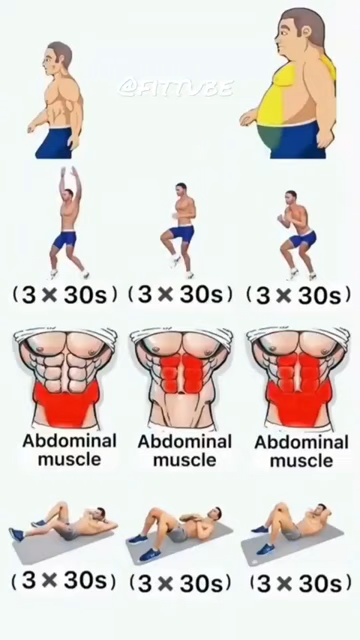 @FITTUBE
(3 × 30s) (3 × 30s) (3 × 30s)
Abdominal muscle Abdominal muscle Abdominal muscle
(3 × 30s) (3 × 30s) (3 × 30s)